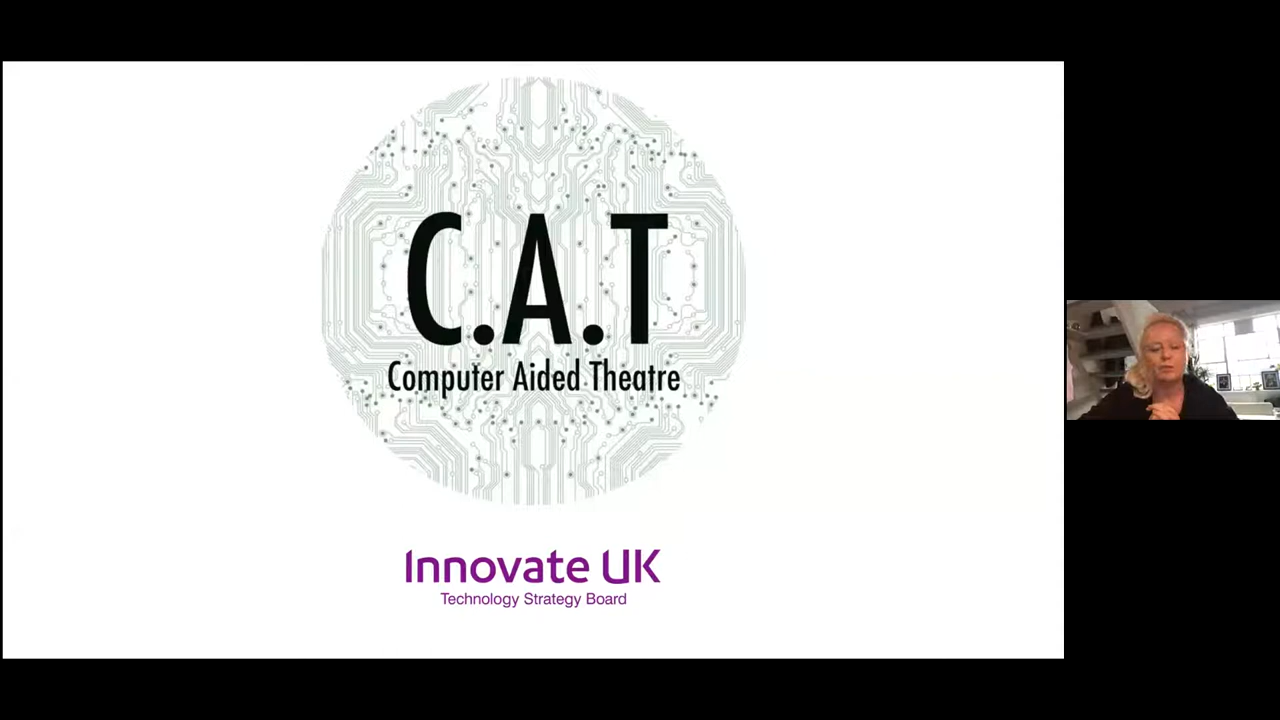 C.A.T
Computer Aided Theatre
Innovate UK
Technology Strategy Board